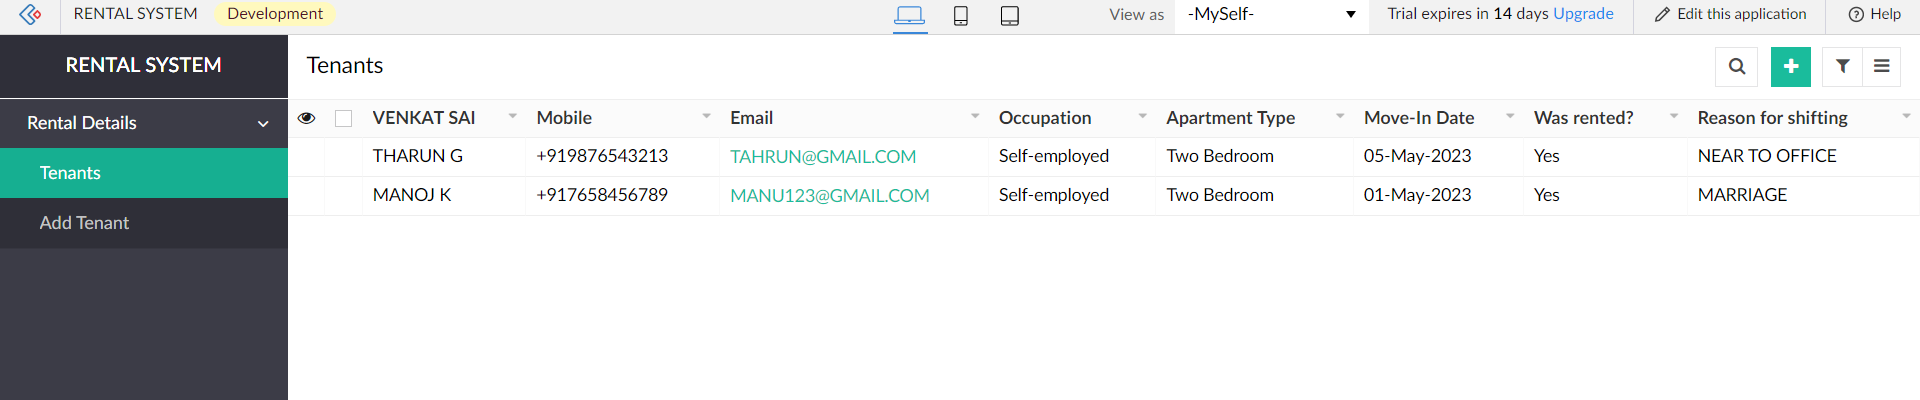 RENTAL SYSTEM Development View as -MySelf- Trial expires in 14 days Upgrade Edit this application Help
RENTAL SYSTEM
Rental Details
Tenants
Add Tenant
Tenants
VENKAT SAI Mobile Email Occupation Apartment Type Move-In Date Was rented? Reason for shifting
THARUN G +919876543213 TAHRUN@GMAIL.COM Self-employed Two Bedroom 05-May-2023 Yes NEAR TO OFFICE
MANOJ K +917658456789 MANU123@GMAIL.COM Self-employed Two Bedroom 01-May-2023 Yes MARRIAGE